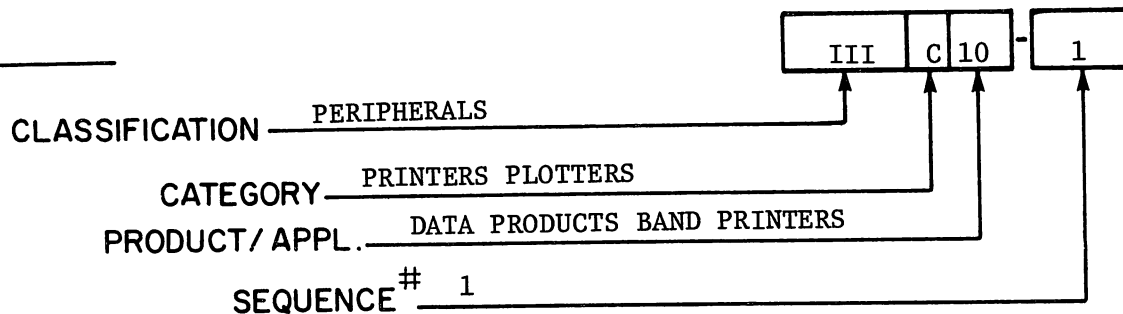 III C 10 - 1
CLASSIFICATION PERIPHERALS
CATEGORY PRINTERS PLOTTERS
PRODUCT/APPL. DATA PRODUCTS BAND PRINTERS
SEQUENCE # 1